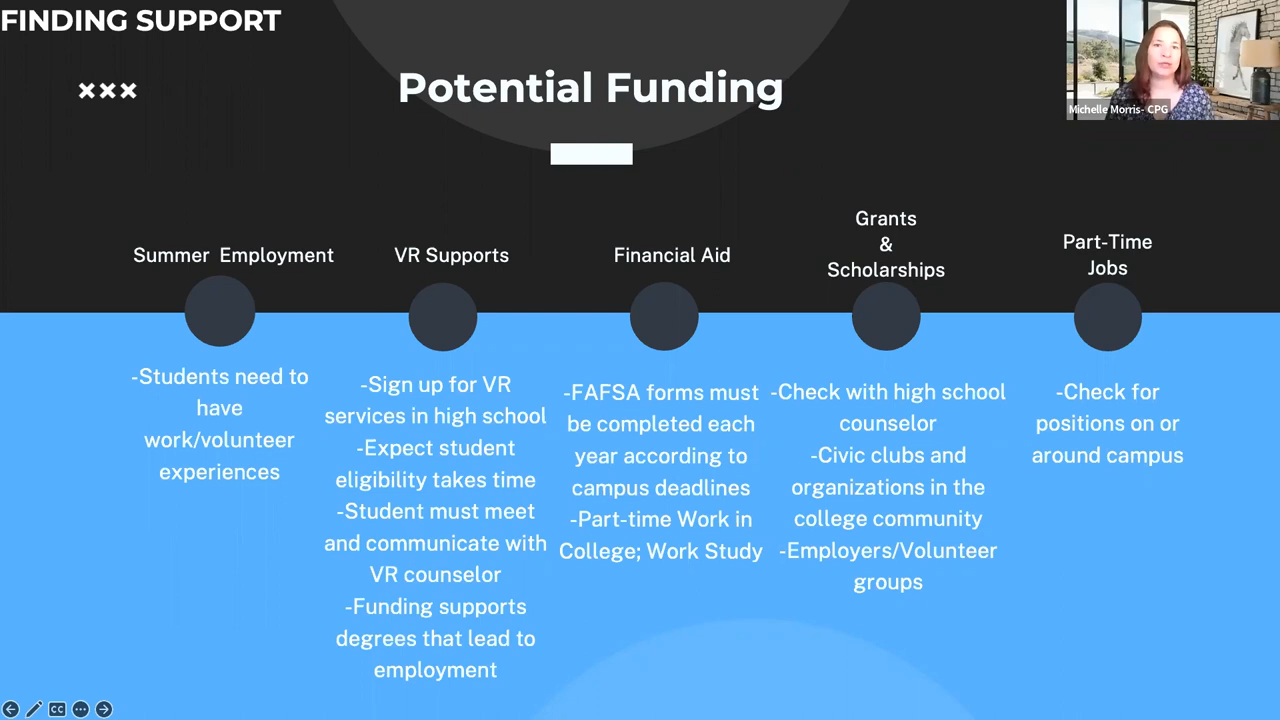 FINDING SUPPORT
Potential Funding
Michelle Morris- CPG
Summer Employment
-Students need to
have
work/volunteer
experiences
VR Supports
-Sign up for VR
services in high school
-Expect student
eligibility takes time
-Student must meet
and communicate with
VR counselor
-Funding supports
degrees that lead to
employment
Financial Aid
-FAFSA forms must
be completed each
year according to
campus deadlines
-Part-time Work in
College; Work Study
Grants
&
Scholarships
-Check with high school
counselor
-Civic clubs and
organizations in the
college community
-Employers/Volunteer
groups
Part-Time
Jobs
-Check for
positions on or
around campus
CC